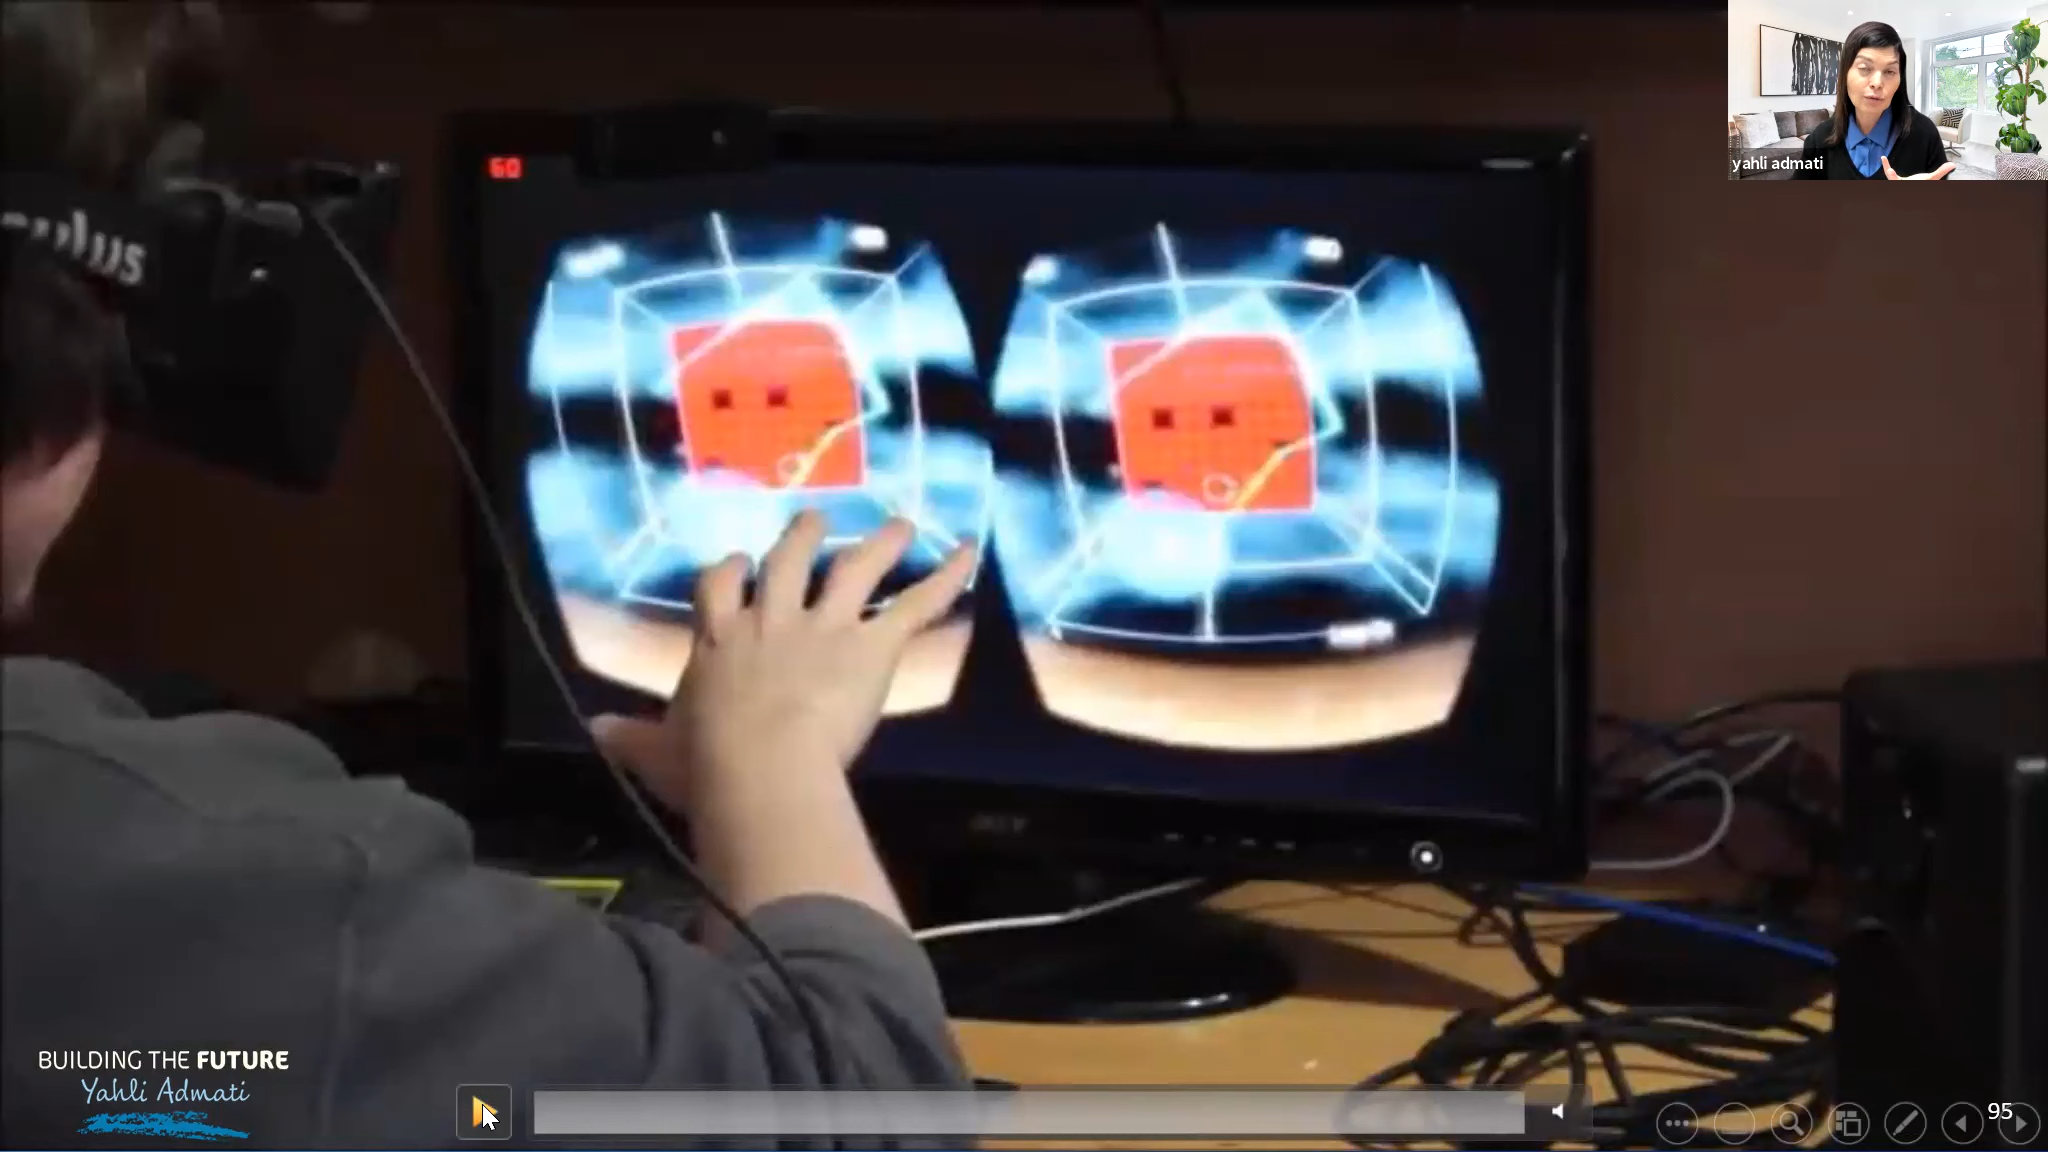 yahli admati
60
BUILDING THE FUTURE
Yahli Admati
95